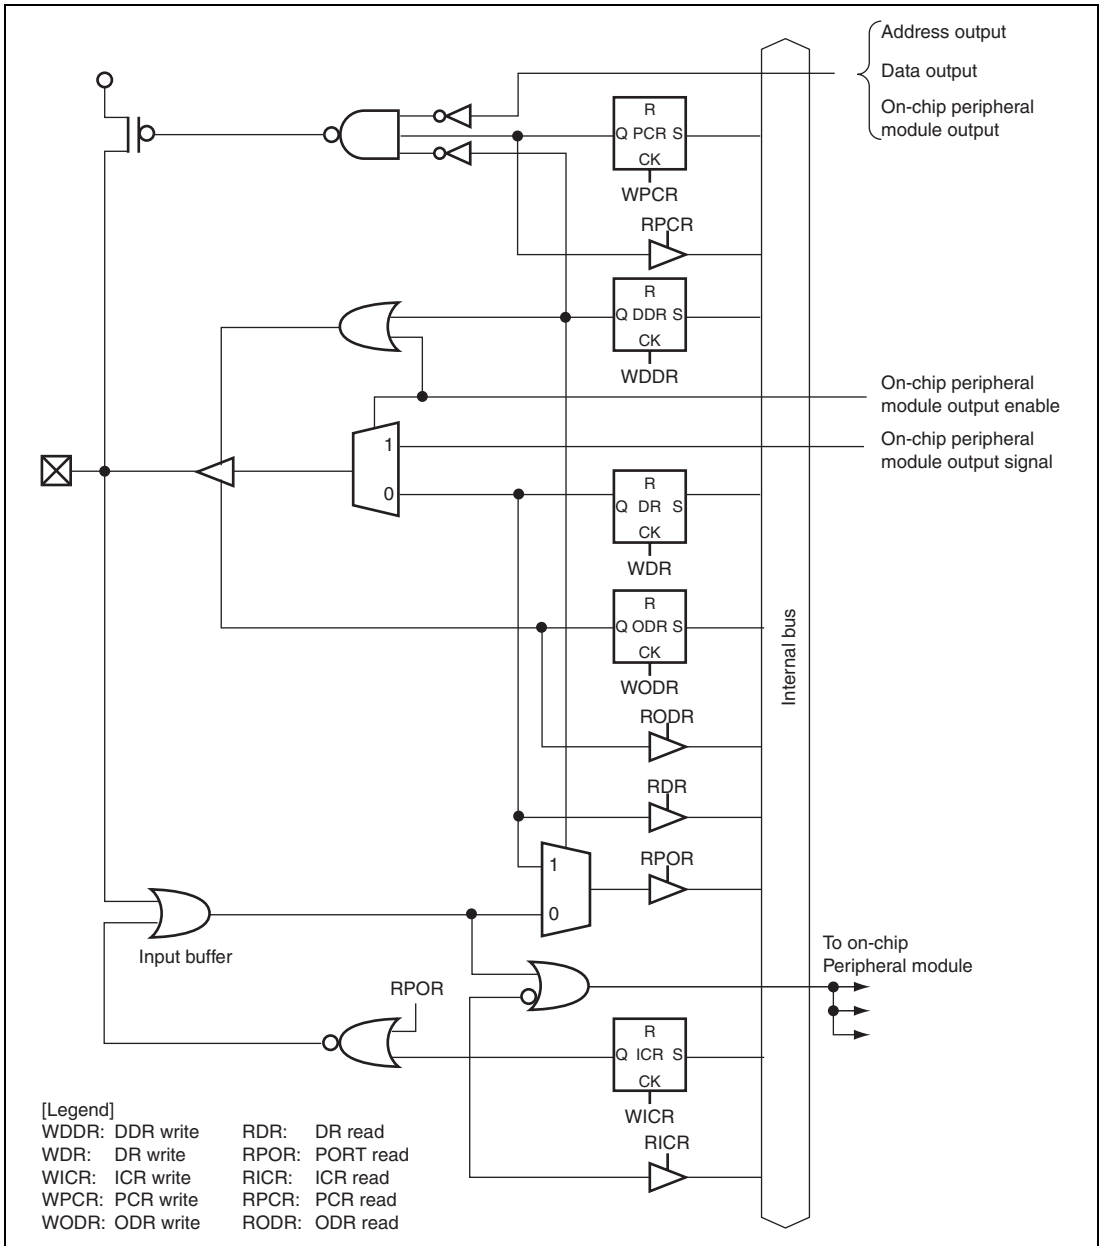 Address output
Data output
On-chip peripheral
module output
R
Q PCR S
CK
WPCR
RPCR
R
Q DDR S
CK
WDDR
On-chip peripheral
module output enable
On-chip peripheral
module output signal
1
0
R
Q DR S
CK
WDR
R
Q ODR S
CK
WODR
Internal bus
RODR
RDR
RPOR
1
0
Input buffer
To on-chip
Peripheral module
RPOR
R
Q ICR S
CK
WICR
RICR
[Legend]
WDDR: DDR write RDR: DR read
WDR: DR write RPOR: PORT read
WICR: ICR write RICR: ICR read
WPCR: PCR write RPCR: PCR read
WODR: ODR write RODR: ODR read